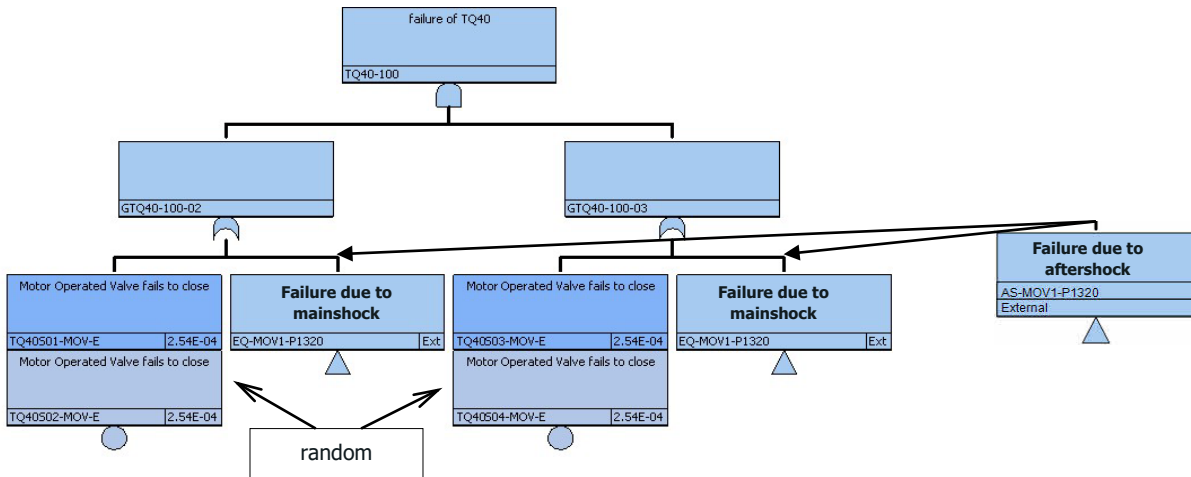 failure of TQ40
TQ40-100
GTQ40-100-02
GTQ40-100-03
Failure due to
aftershock
AS-MOV1-P1320
External
Motor Operated Valve fails to close
TQ40S01-MOV-E 2.54E-04
Motor Operated Valve fails to close
TQ40S02-MOV-E 2.54E-04
Failure due to
mainshock
EQ-MOV1-P1320 Ext
Motor Operated Valve fails to close
TQ40S03-MOV-E 2.54E-04
Motor Operated Valve fails to close
TQ40S04-MOV-E 2.54E-04
Failure due to
mainshock
EQ-MOV1-P1320 Ext
random